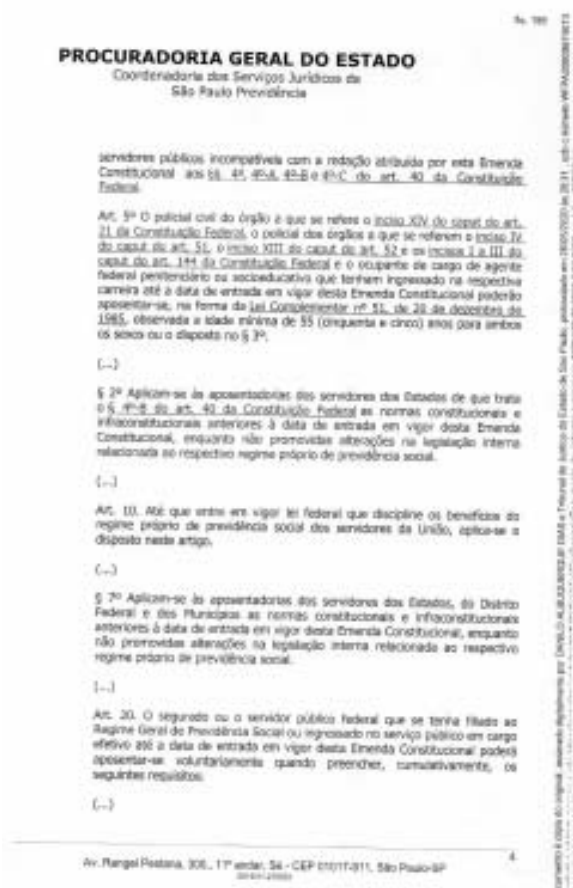 fls. 
PROCURADORIA GERAL DO ESTADO
Coordenadoria dos Serviços Jurídicos da
São Paulo Previdência
servidores públicos incompatíveis com a redação atribuída por esta Emenda
Constitucional aos §§ 4º, 4º-A, 4º-B e 4º-C do art. 40 da Constituição
Federal.
Art. 5º O policial civil do órgão a que se refere o inciso XIV do caput do art.
21 da Constituição Federal, o policial dos órgãos a que se referem o inciso IV
do caput do art. 51, o inciso XIII do caput do art. 52 e os incisos I a III do
caput do art. 144 da Constituição Federal e o ocupante de cargo de agente
federal penitenciário ou socioeducativo que tenham ingressado na respectiva
carreira até a data de entrada em vigor desta Emenda Constitucional poderão
aposentar-se, na forma da Lei Complementar nº 51, de 20 de dezembro de
1985, observada a idade mínima de 55 (cinquenta e cinco) anos para ambos
os sexos ou o disposto no § 3º.
(...)
§ 2º Aplicam-se às aposentadorias dos servidores dos Estados de que trata
o § 4º-B do art. 40 da Constituição Federal as normas constitucionais e
infraconstitucionais anteriores à data de entrada em vigor desta Emenda
Constitucional, enquanto não promovidas alterações na legislação interna
relacionada ao respectivo regime próprio de previdência social.
(...)
Art. 10. Até que entre em vigor lei federal que discipline os benefícios do
regime próprio de previdência social dos servidores da União, aplica-se o
disposto neste artigo.
(...)
§ 7º Aplicam-se às aposentadorias dos servidores dos Estados, do Distrito
Federal e dos Municípios as normas constitucionais e infraconstitucionais
anteriores à data de entrada em vigor desta Emenda Constitucional, enquanto
não promovidas alterações na legislação interna relacionada ao respectivo
regime próprio de previdência social.
(...)
Art. 20. O segurado ou o servidor público federal que se tenha filiado ao
Regime Geral de Previdência Social ou ingressado no serviço público em cargo
efetivo até a data de entrada em vigor desta Emenda Constitucional poderá
aposentar-se voluntariamente quando preencher, cumulativamente, os
seguintes requisitos:
(...)
4
Av. Rangel Pestana, 300, 11º andar, Sé - CEP 01017-911, São Paulo-SP